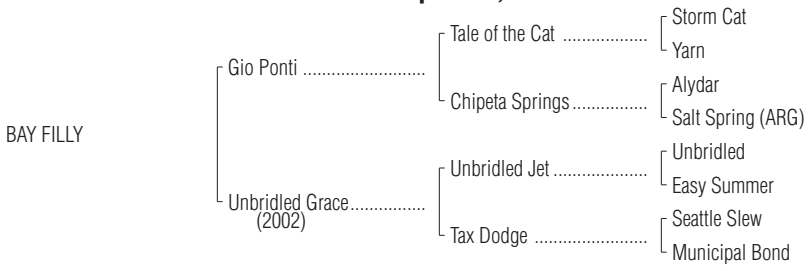 Storm Cat
Tale of the Cat ..................
Yarn
Gio Ponti ..........................
Alydar
Chipeta Springs................
Salt Spring (ARG)
BAY FILLY
Unbridled
Unbridled Jet ....................
Easy Summer
Unbridled Grace................
(2002)
Seattle Slew
Tax Dodge ........................
Municipal Bond